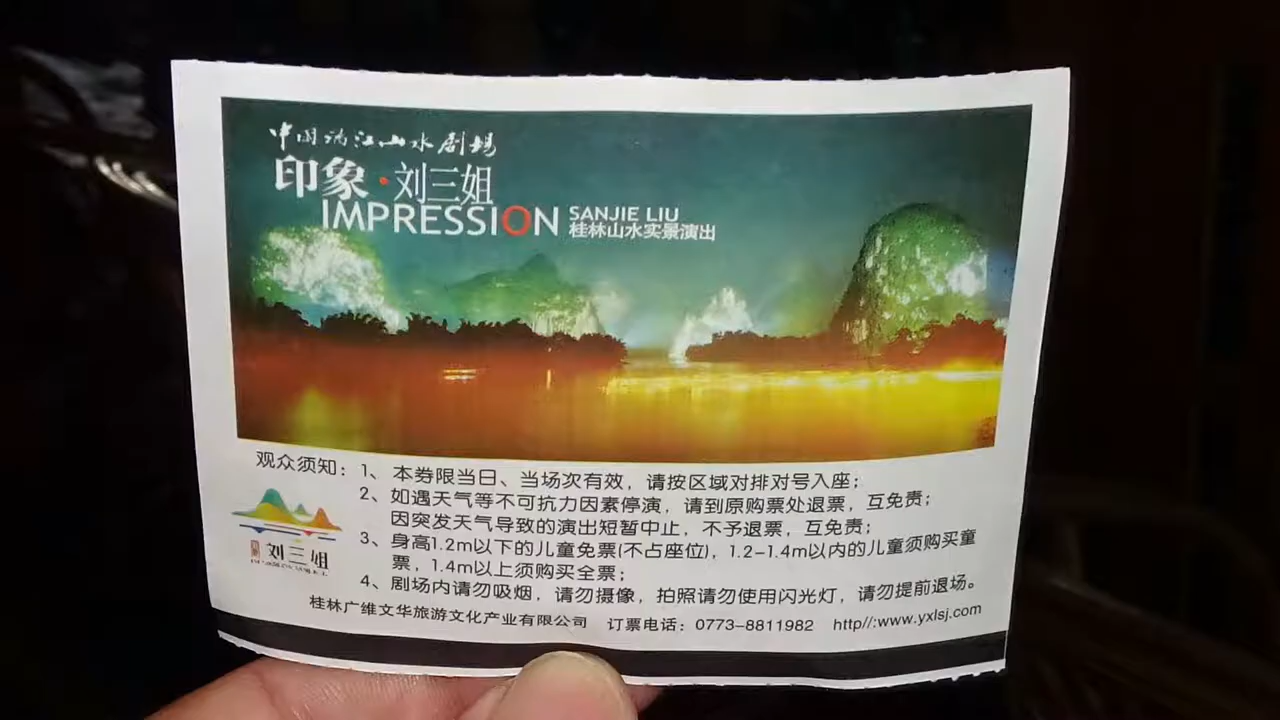 中国漓江山水剧场
印象·刘三姐
IMPRESSION SANJIE LIU
桂林山水实景演出
观众须知：1、本券限当日、当场次有效，请按区域对排对号入座；
2、如遇天气等不可抗力因素停演，请到原购票处退票，互免责；
因突发天气导致的演出短暂中止，不予退票，互免责；
3、身高1.2m以下的儿童免票(不占座位)，1.2-1.4m以内的儿童须购买童
票，1.4m以上须购买全票；
4、剧场内请勿吸烟，请勿摄像，拍照请勿使用闪光灯，请勿提前退场。
刘三姐
桂林广维文华旅游文化产业有限公司 订票电话：0773-8811982 http//:www.yxlsj.com